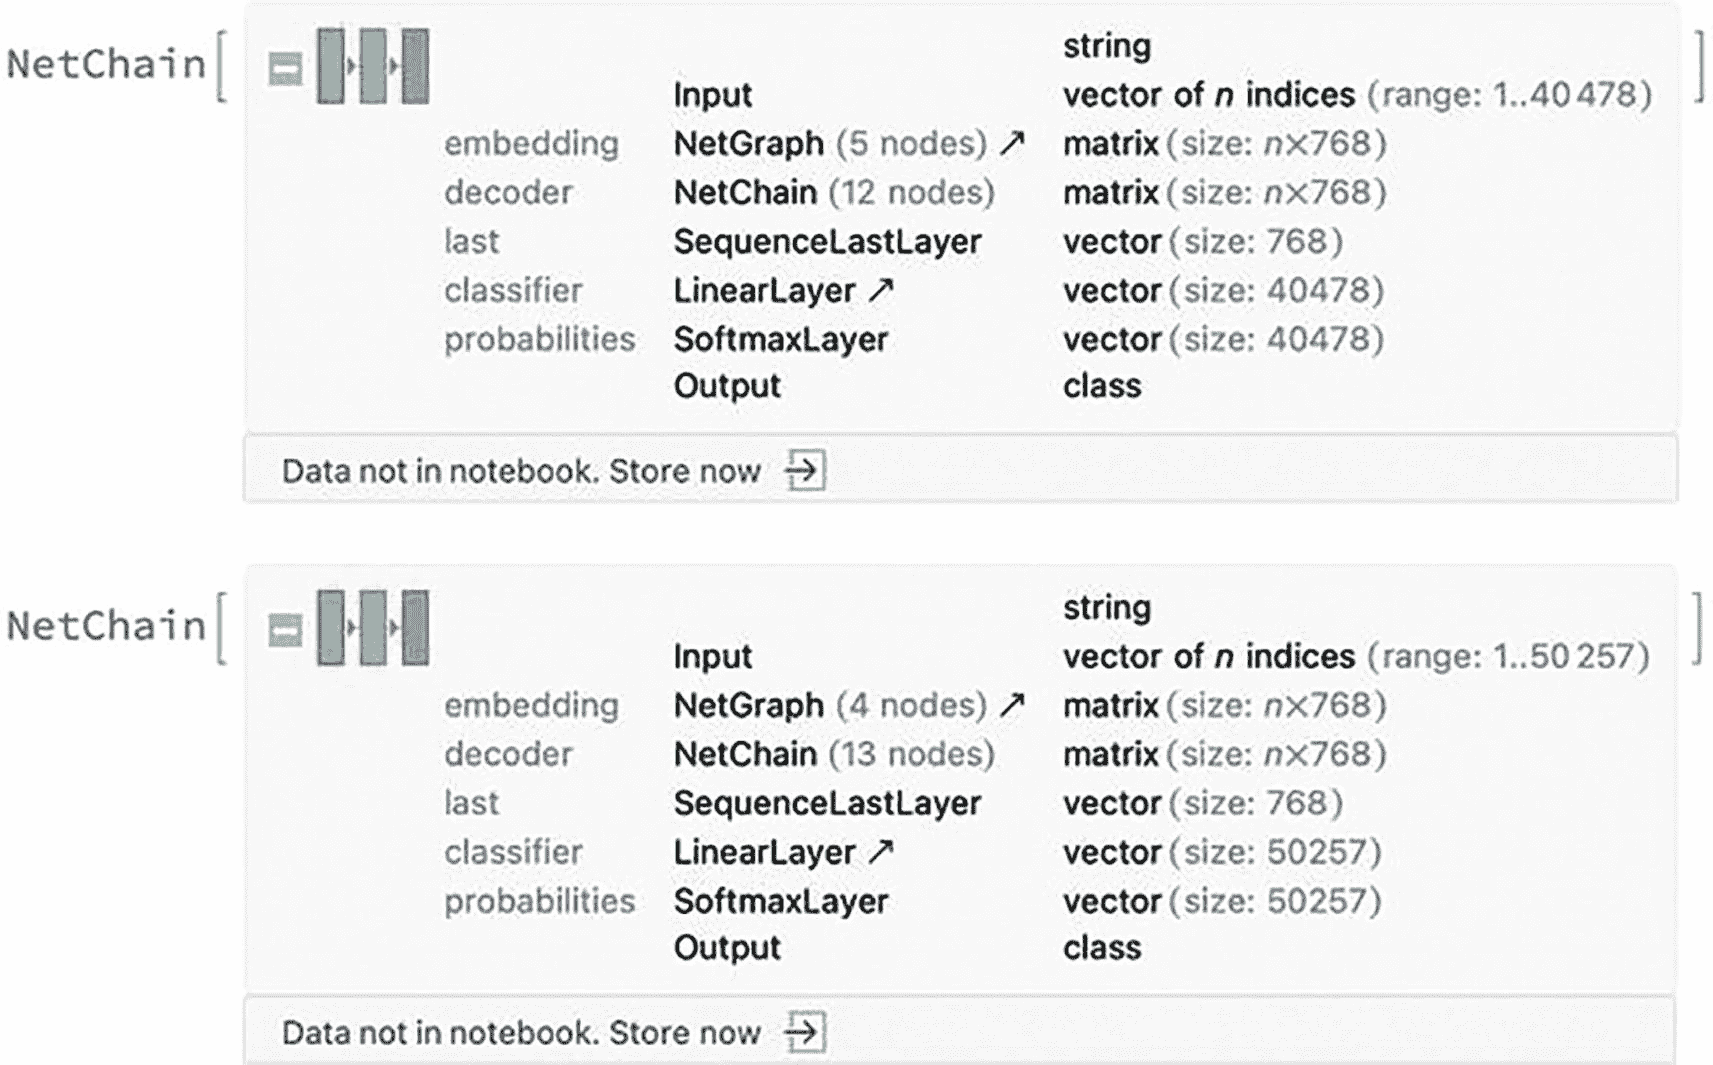 NetChain[ string ]
Input vector of n indices (range: 1..40 478)
embedding NetGraph (5 nodes) ↗ matrix (size: n×768)
decoder NetChain (12 nodes) matrix (size: n×768)
last SequenceLastLayer vector (size: 768)
classifier LinearLayer ↗ vector (size: 40478)
probabilities SoftmaxLayer vector (size: 40478)
Output class
Data not in notebook. Store now
NetChain[ string ]
Input vector of n indices (range: 1..50 257)
embedding NetGraph (4 nodes) ↗ matrix (size: n×768)
decoder NetChain (13 nodes) matrix (size: n×768)
last SequenceLastLayer vector (size: 768)
classifier LinearLayer ↗ vector (size: 50257)
probabilities SoftmaxLayer vector (size: 50257)
Output class
Data not in notebook. Store now